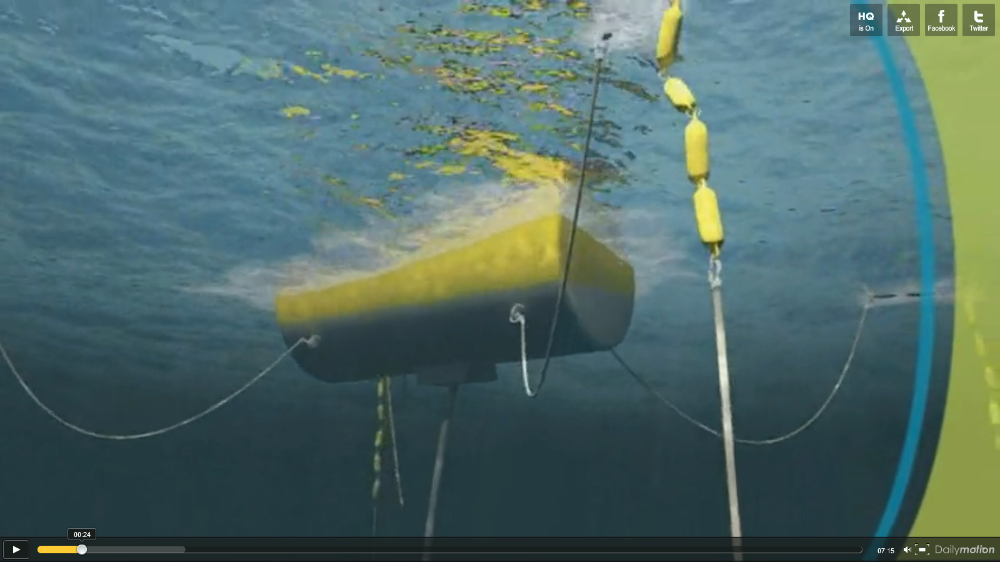 HQ
is On
Export
Facebook
Twitter
00:24
07:15
Dailymotion